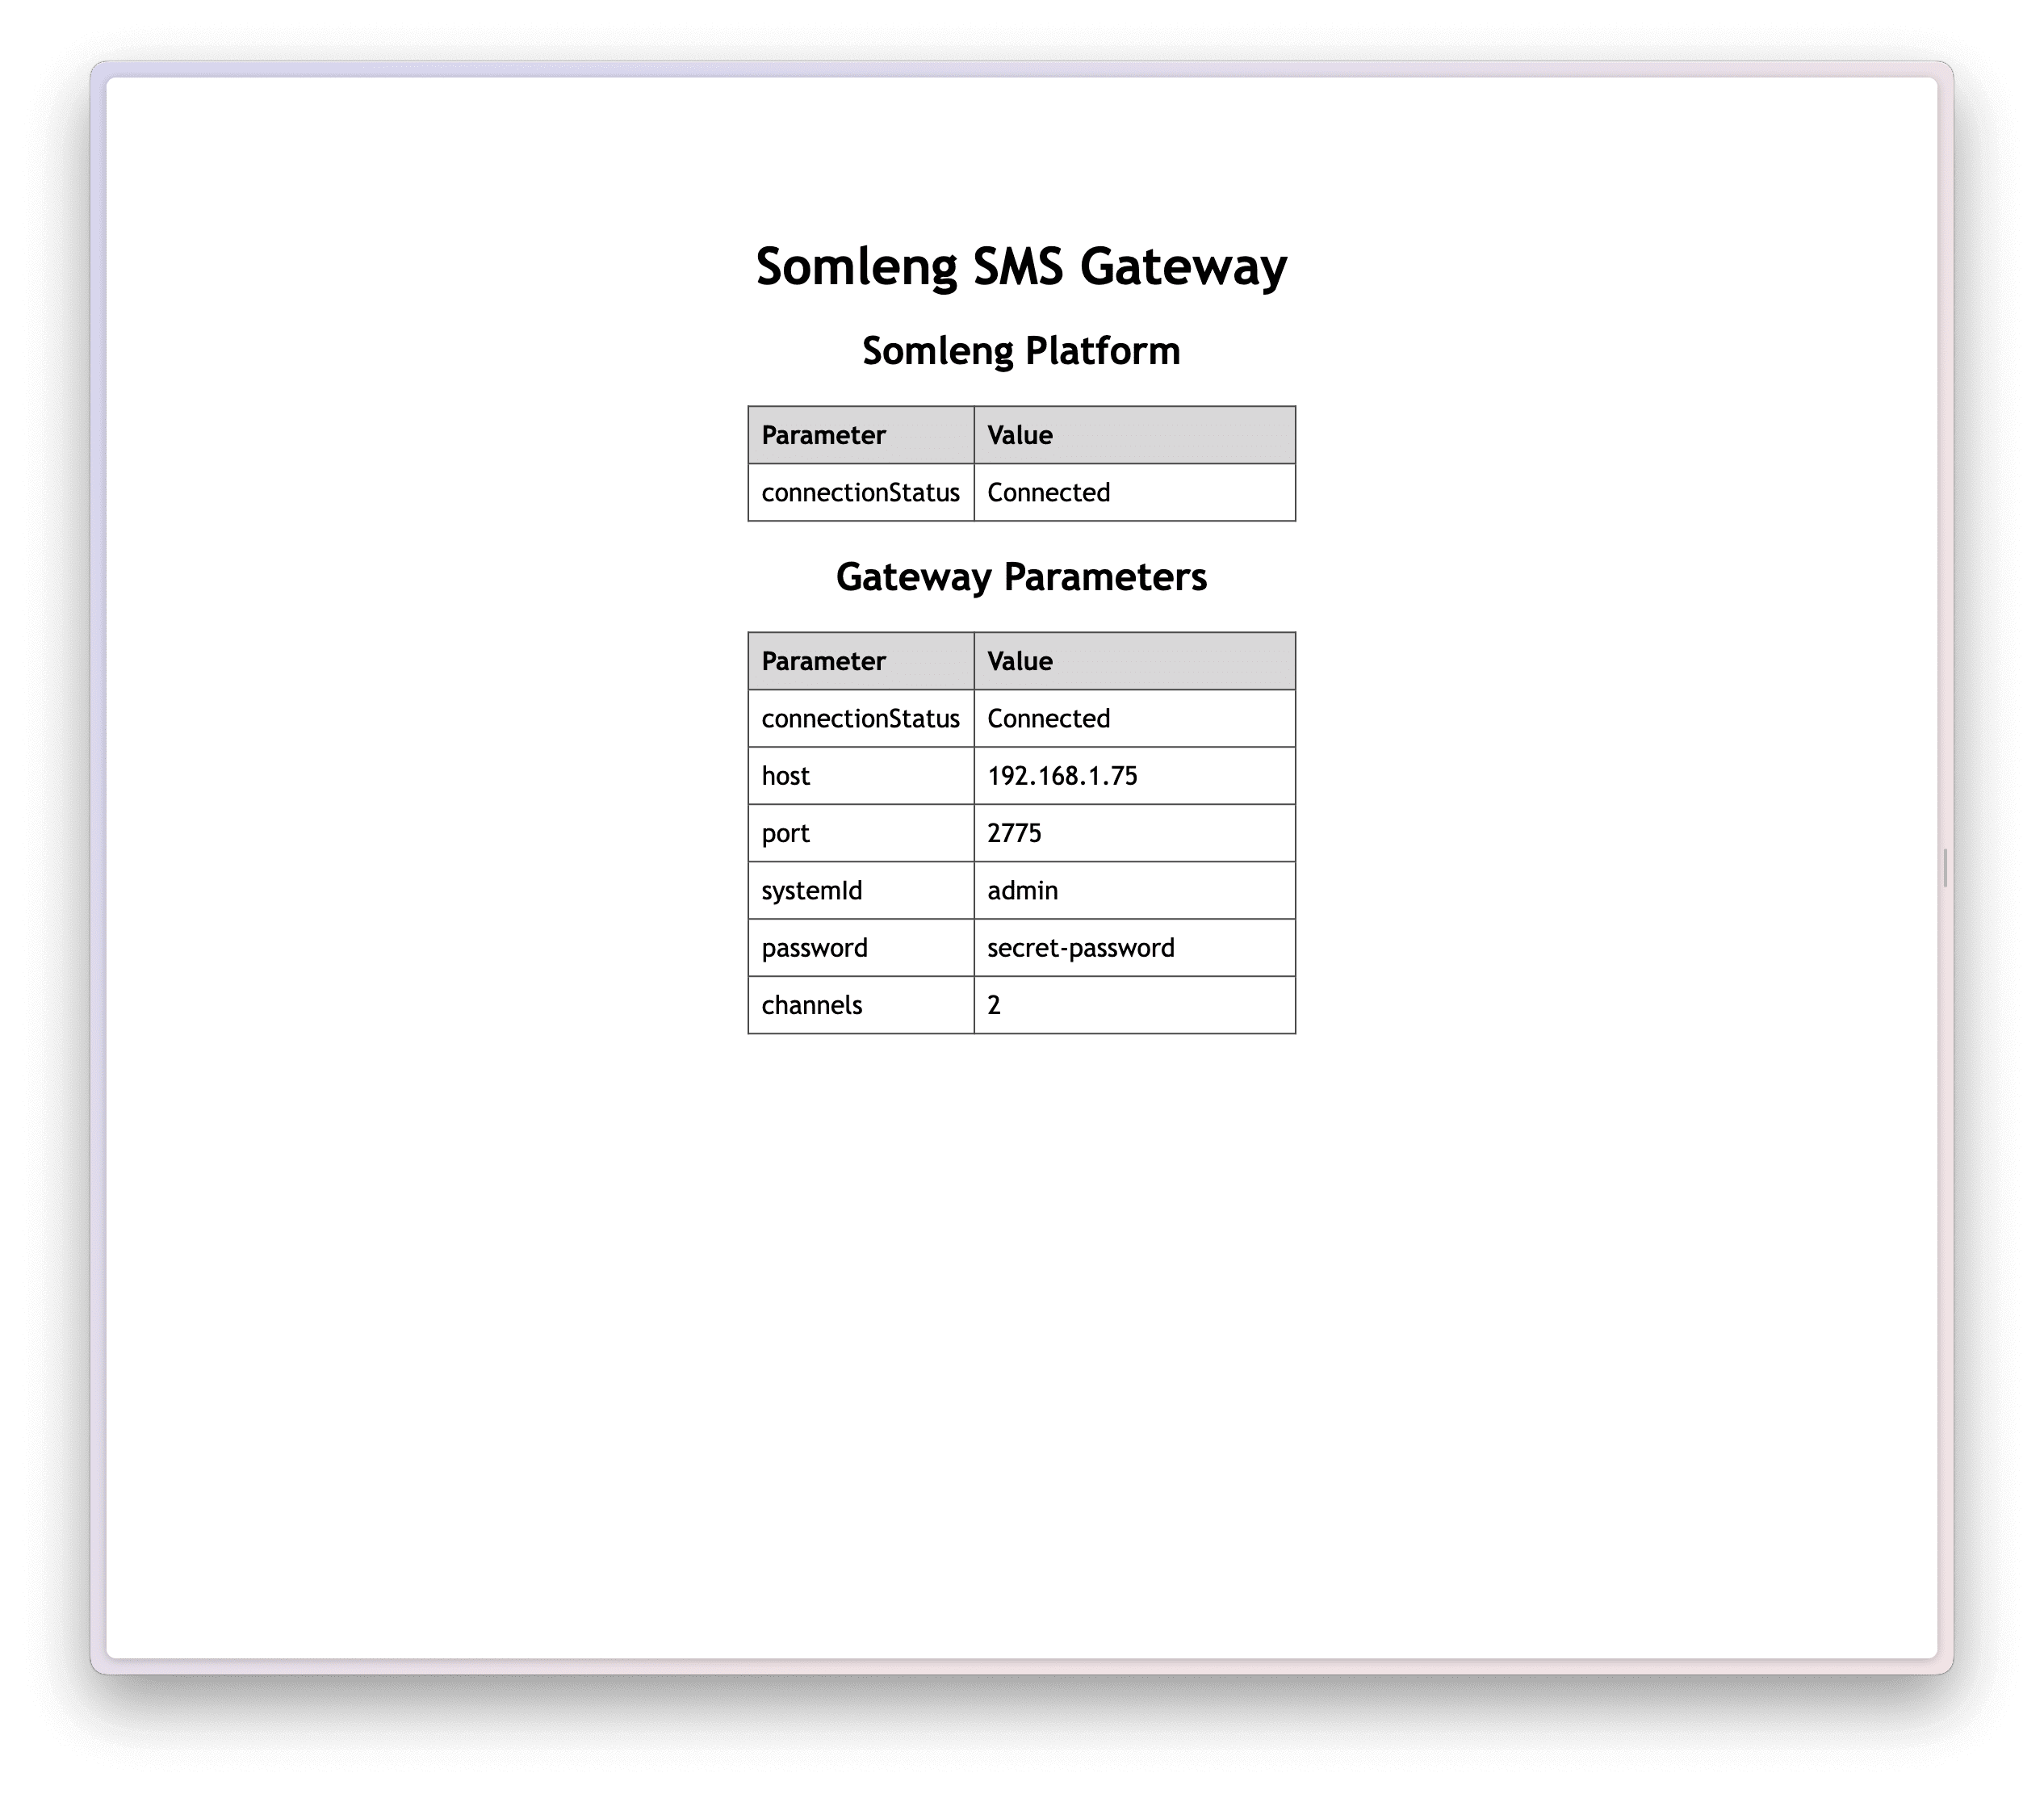 Somleng SMS Gateway
Somleng Platform
Parameter Value
connectionStatus Connected
Gateway Parameters
Parameter Value
connectionStatus Connected
host 192.168.1.75
port 2775
systemId admin
password secret-password
channels 2